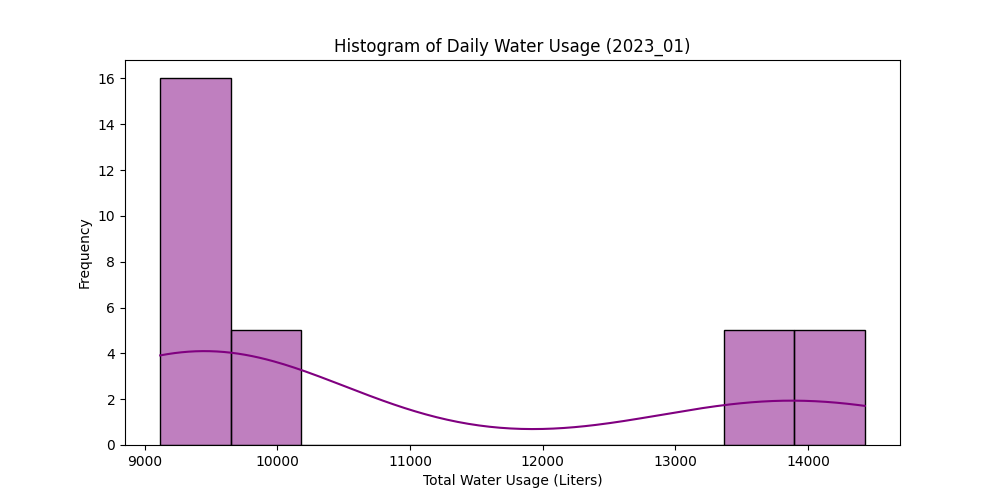 Histogram of Daily Water Usage (2023_01)
16
14
12
10
8
6
4
2
0
Frequency
9000 10000 11000 12000 13000 14000
Total Water Usage (Liters)